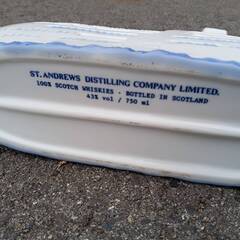 ST. ANDREWS DISTILLING COMPANY LIMITED.
100% SCOTCH WHISKIES · BOTTLED IN SCOTLAND
43% vol / 750 ml